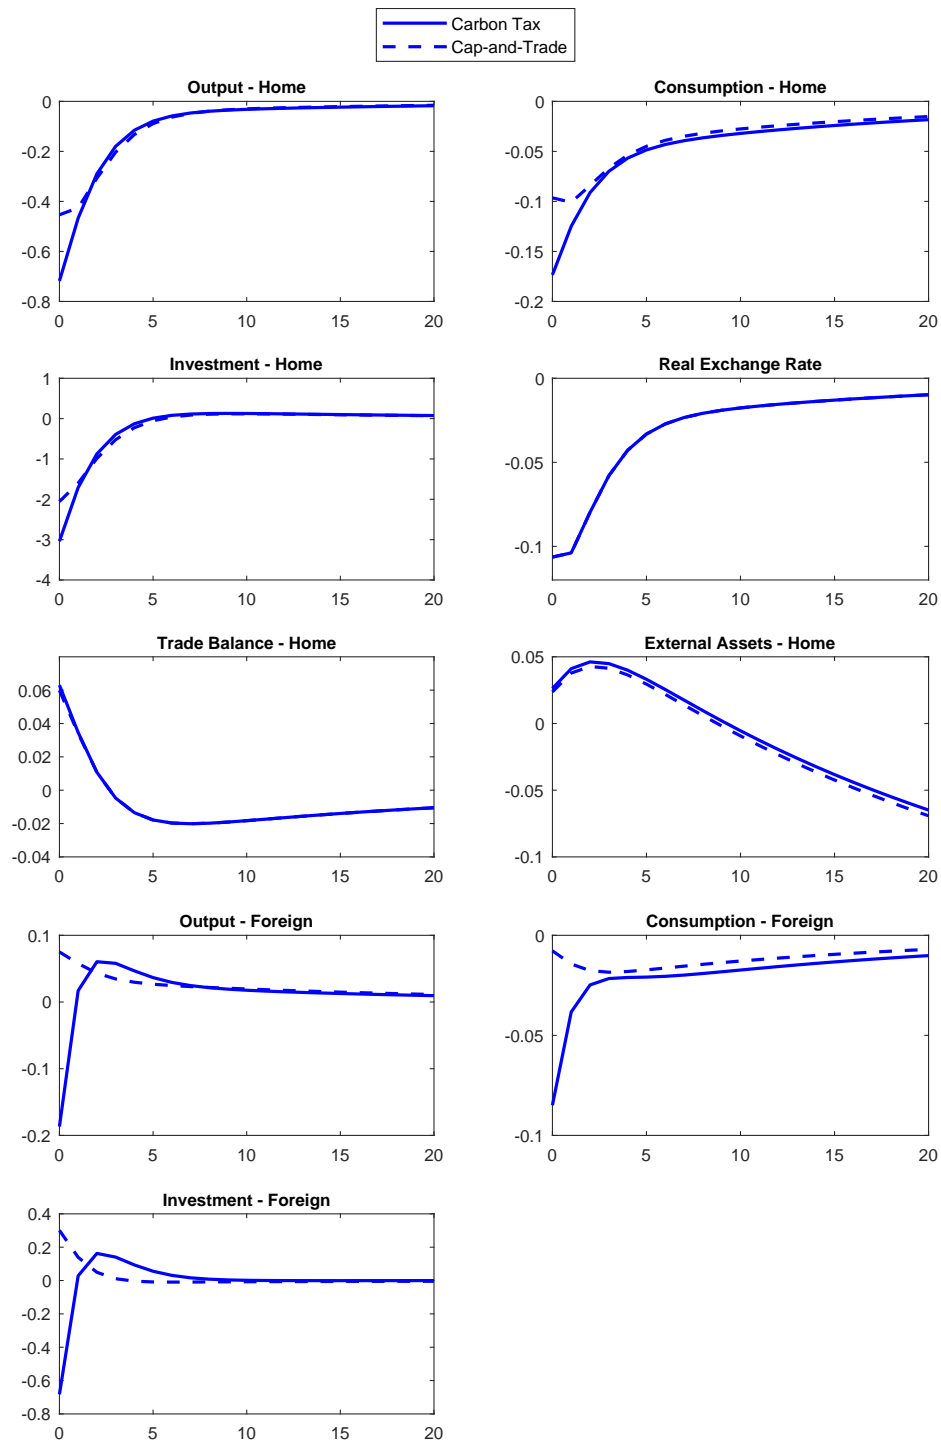 Carbon Tax
Cap-and-Trade
Output - Home
0
-0.2
-0.4
-0.6
-0.8
0 5 10 15 20
Consumption - Home
0
-0.05
-0.1
-0.15
-0.2
0 5 10 15 20
Investment - Home
1
0
-1
-2
-3
-4
0 5 10 15 20
Real Exchange Rate
0
-0.05
-0.1
0 5 10 15 20
Trade Balance - Home
0.06
0.04
0.02
0
-0.02
-0.04
0 5 10 15 20
External Assets - Home
0.05
0
-0.05
-0.1
0 5 10 15 20
Output - Foreign
0.1
0
-0.1
-0.2
0 5 10 15 20
Consumption - Foreign
0
-0.05
-0.1
0 5 10 15 20
Investment - Foreign
0.4
0.2
0
-0.2
-0.4
-0.6
-0.8
0 5 10 15 20